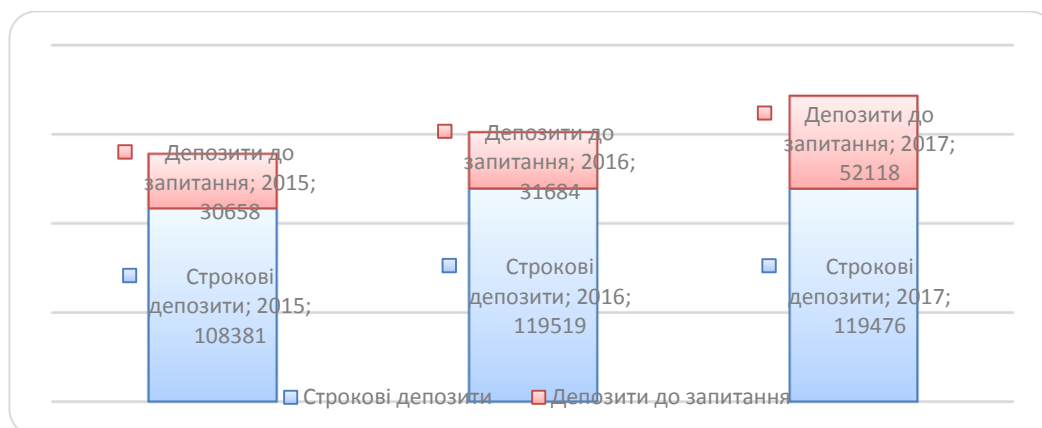 Депозити до
запитання; 2015;
30658
Депозити до
запитання; 2016;
31684
Депозити до
запитання; 2017;
52118
Строкові
депозити; 2015;
108381
Строкові
депозити; 2016;
119519
Строкові
депозити; 2017;
119476
Строкові депозити
Депозити до запитання